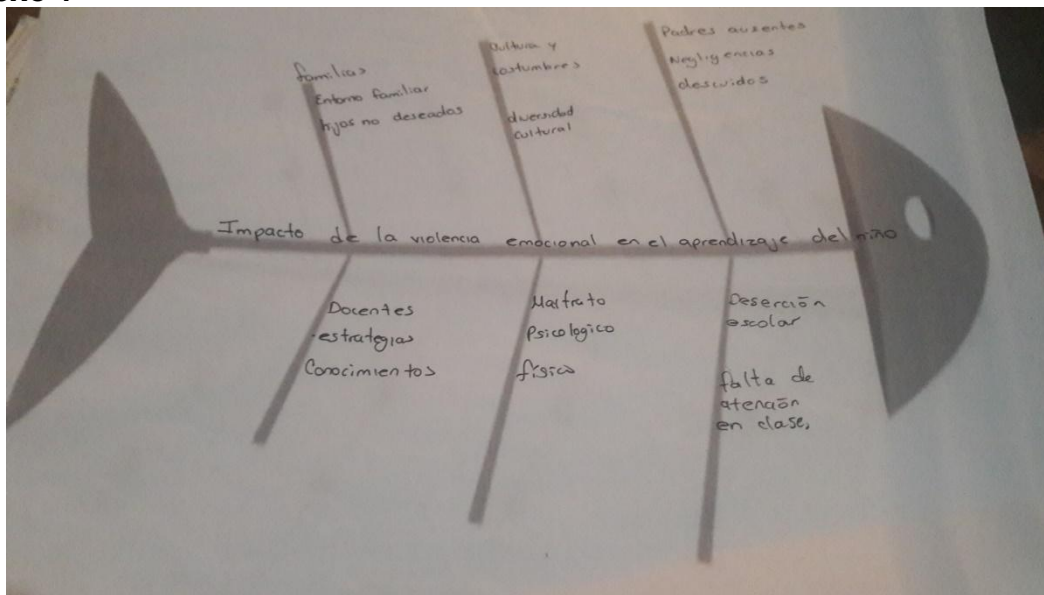 familias
Entorno familiar
hijos no deseados
Cultura y
costumbres
diversidad
cultural
Padres ausentes
Negligencias
descuidos
Impacto de la violencia emocional en el aprendizaje del niño
Docentes
estrategias
Conocimientos
Maltrato
Psicologico
físico
Deserción
escolar
falta de
atención
en clase.